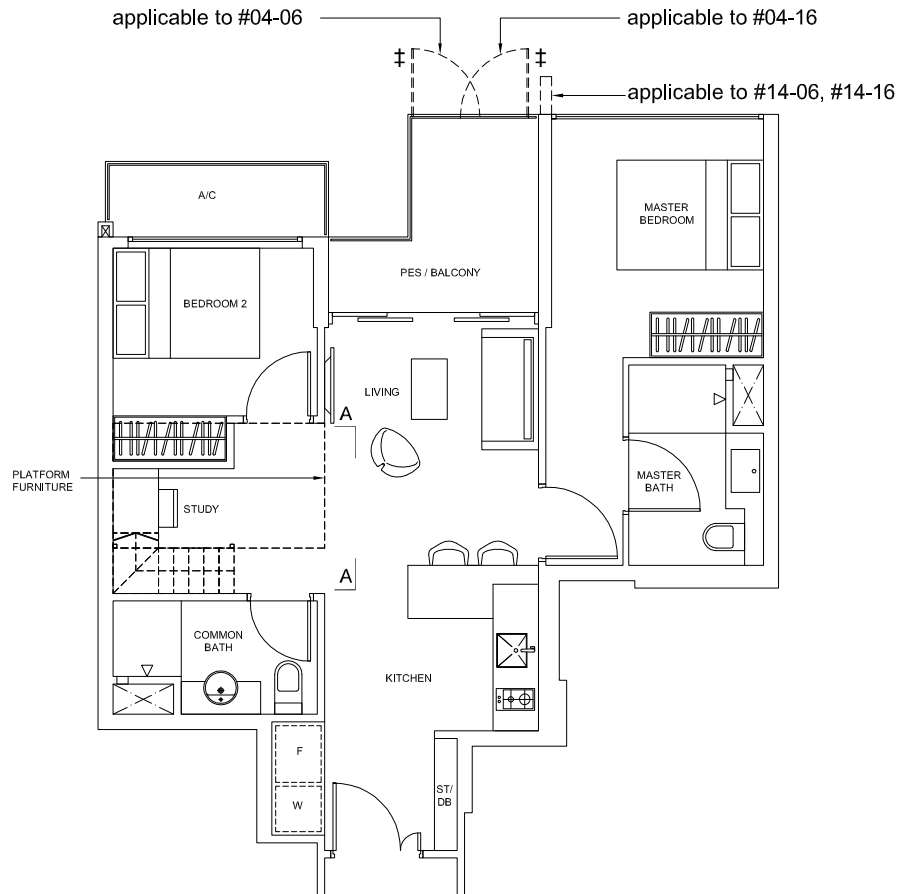 applicable to #04-06
applicable to #04-16
‡
‡
applicable to #14-06, #14-16
A/C
MASTER
BEDROOM
PES / BALCONY
BEDROOM 2
LIVING
A
PLATFORM
FURNITURE
MASTER
BATH
STUDY
A
COMMON
BATH
KITCHEN
F
ST/
DB
W